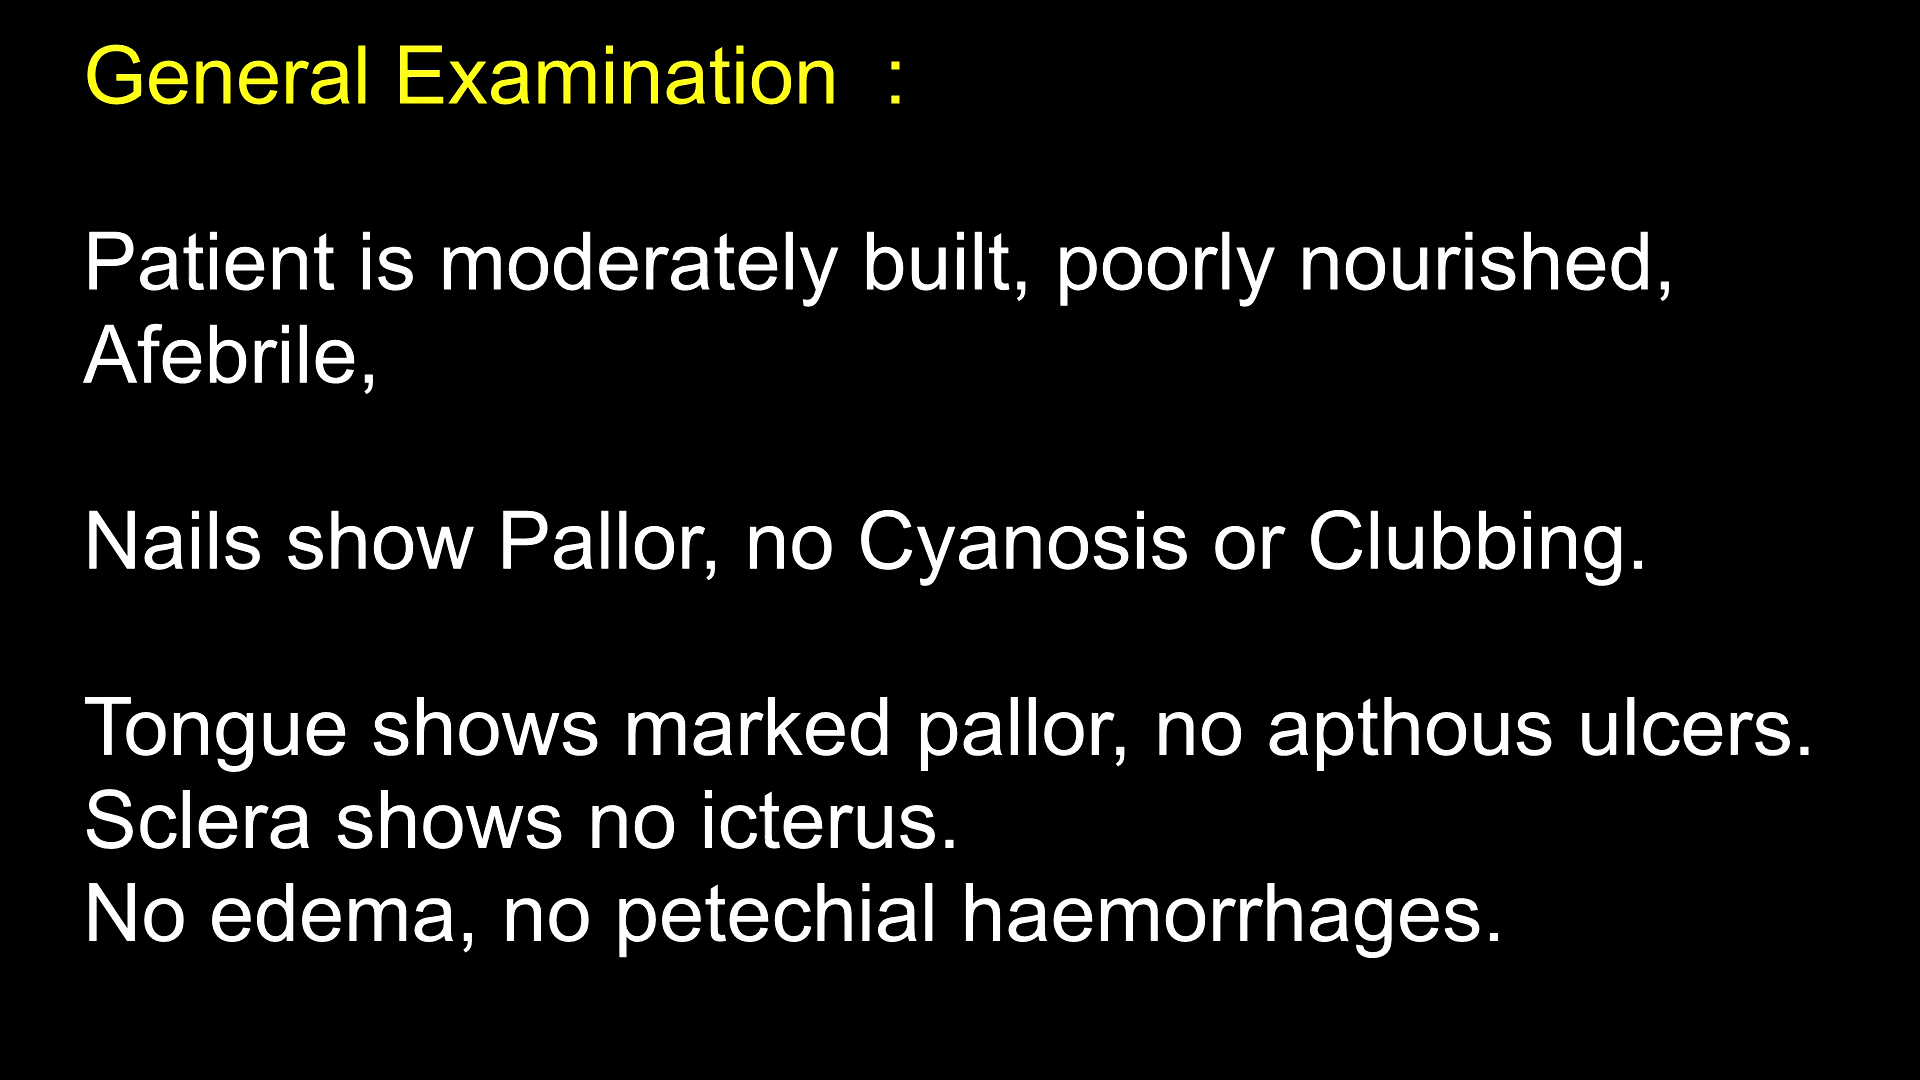 General Examination  :
Patient is moderately built, poorly nourished,
Afebrile,
Nails show Pallor, no Cyanosis or Clubbing.
Tongue shows marked pallor, no apthous ulcers.
Sclera shows no icterus.
No edema, no petechial haemorrhages.